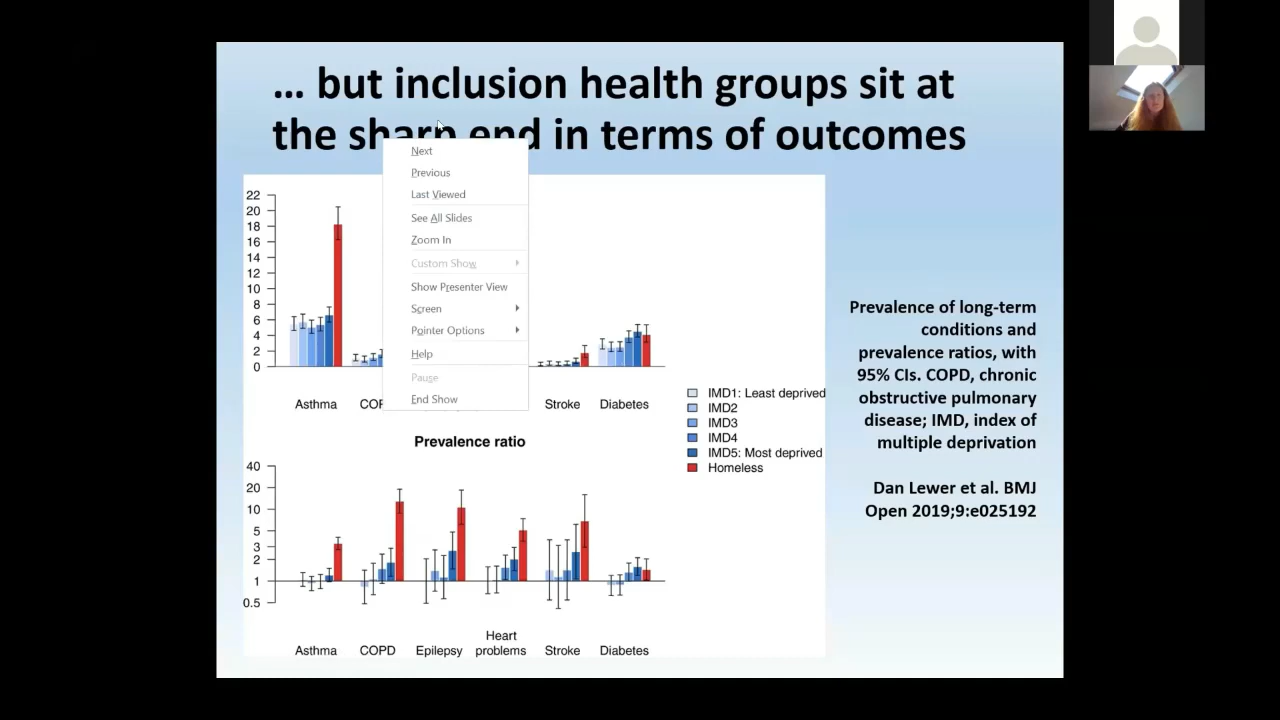 ... but inclusion health groups sit at
the sharp end in terms of outcomes
Next
Previous
Last Viewed
See All Slides
Zoom In
Custom Show
Show Presenter View
Screen
Pointer Options
Help
Pause
End Show
22
20
18
16
14
12
10
8
6
4
2
0
Asthma
Stroke
Diabetes
IMD1: Least deprived
IMD2
IMD3
IMD4
IMD5: Most deprived
Homeless
Prevalence ratio
40
20
10
5
3
2
1
0.5
Asthma
COPD
Epilepsy
Heart
problems
Stroke
Diabetes
Prevalence of long-term
conditions and
prevalence ratios, with
95% CIs. COPD, chronic
obstructive pulmonary
disease; IMD, index of
multiple deprivation
Dan Lewer et al. BMJ
Open 2019;9:e025192